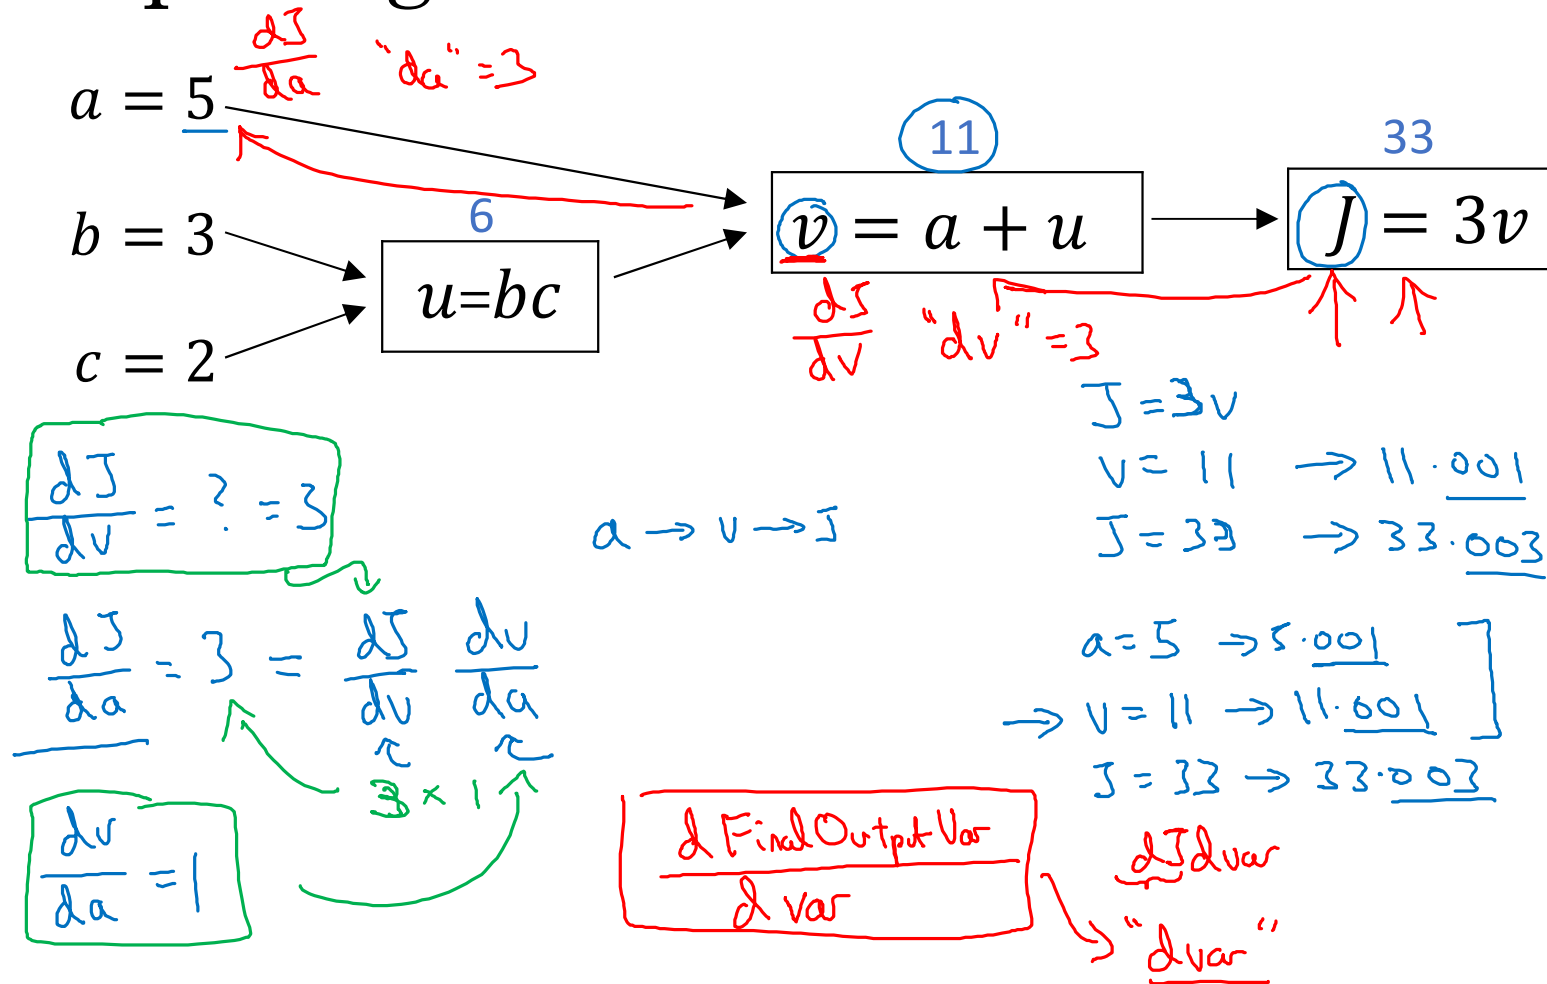 dJ/da "da" = 3
a = 5
11
33
b = 3
6
v = a + u
J = 3v
u=bc
dJ/dv "dv" = 3
c = 2
J = 3v
dJ/dv = ? = 3
v = 11 → 11.001
a → v → J
J = 33 → 33.003
dJ/da = 3 = dJ/dv dv/da
a = 5 → 5.001
v = 11 → 11.001
3 × 1
J = 33 → 33.003
dv/da = 1
d FinalOutputVar / d var
dJdvar
"dvar"